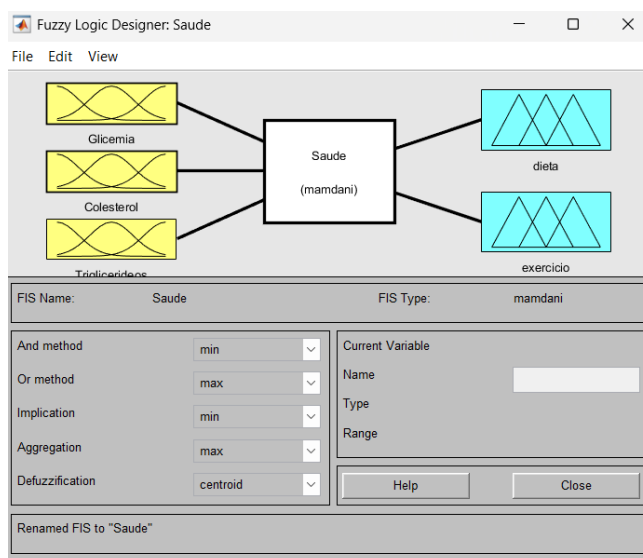 Fuzzy Logic Designer: Saude
File Edit View
Glicemia
Colesterol
Triglicerideos
Saude
(mamdani)
dieta
exercicio
FIS Name: Saude FIS Type: mamdani
And method min
Or method max
Implication min
Aggregation max
Defuzzification centroid
Current Variable
Name
Type
Range
Help Close
Renamed FIS to "Saude"